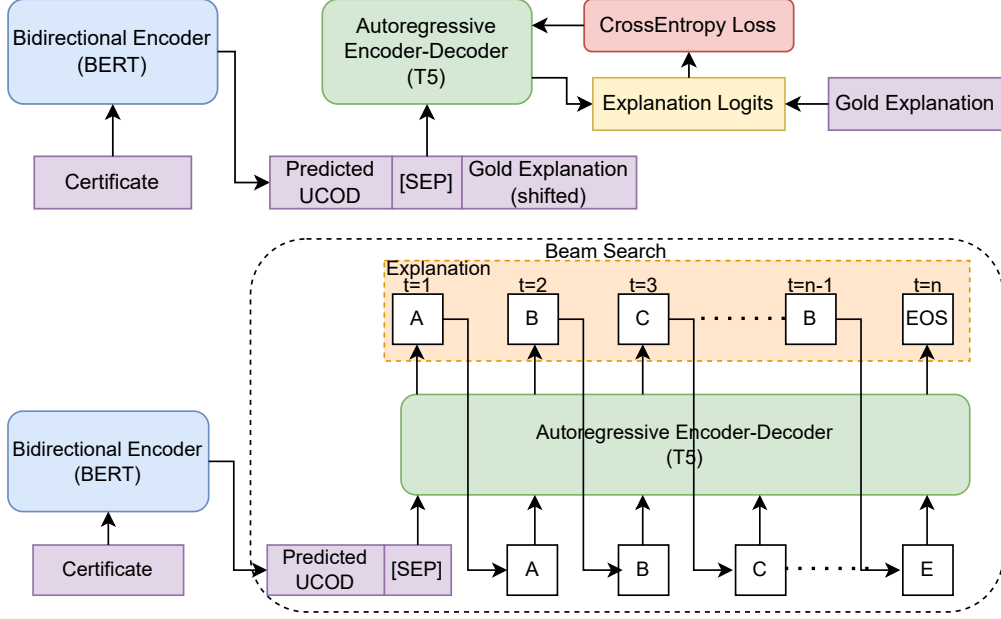 Bidirectional Encoder
(BERT)
Autoregressive
Encoder-Decoder
(T5)
CrossEntropy Loss
Explanation Logits
Gold Explanation
Certificate
Predicted
UCOD
[SEP]
Gold Explanation
(shifted)
Beam Search
Explanation
t=1
t=2
t=3
t=n-1
t=n
A
B
C
B
EOS
Autoregressive Encoder-Decoder
(T5)
Bidirectional Encoder
(BERT)
Certificate
Predicted
UCOD
[SEP]
A
B
C
E